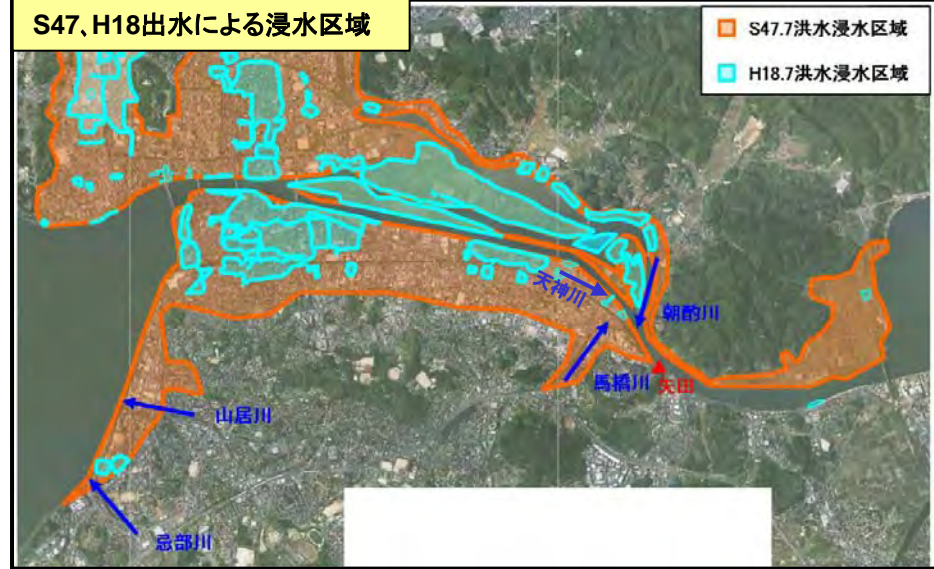 S47、H18出水による浸水区域
S47.7洪水浸水区域
H18.7洪水浸水区域
天神川
朝酌川
馬橋川
矢田
山居川
忌部川